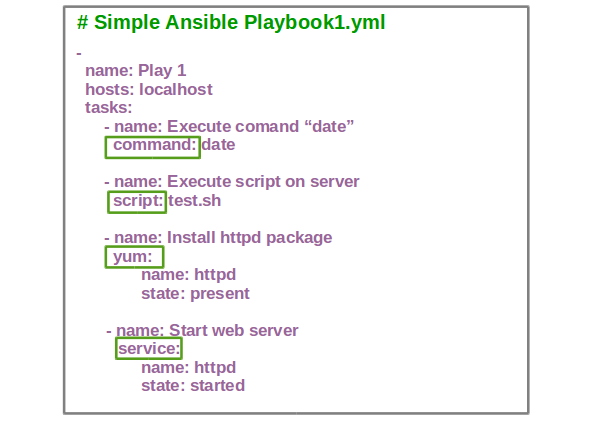 # Simple Ansible Playbook1.yml
-
name: Play 1
hosts: localhost
tasks:
- name: Execute comand “date”
command: date
- name: Execute script on server
script: test.sh
- name: Install httpd package
yum:
name: httpd
state: present
- name: Start web server
service:
name: httpd
state: started